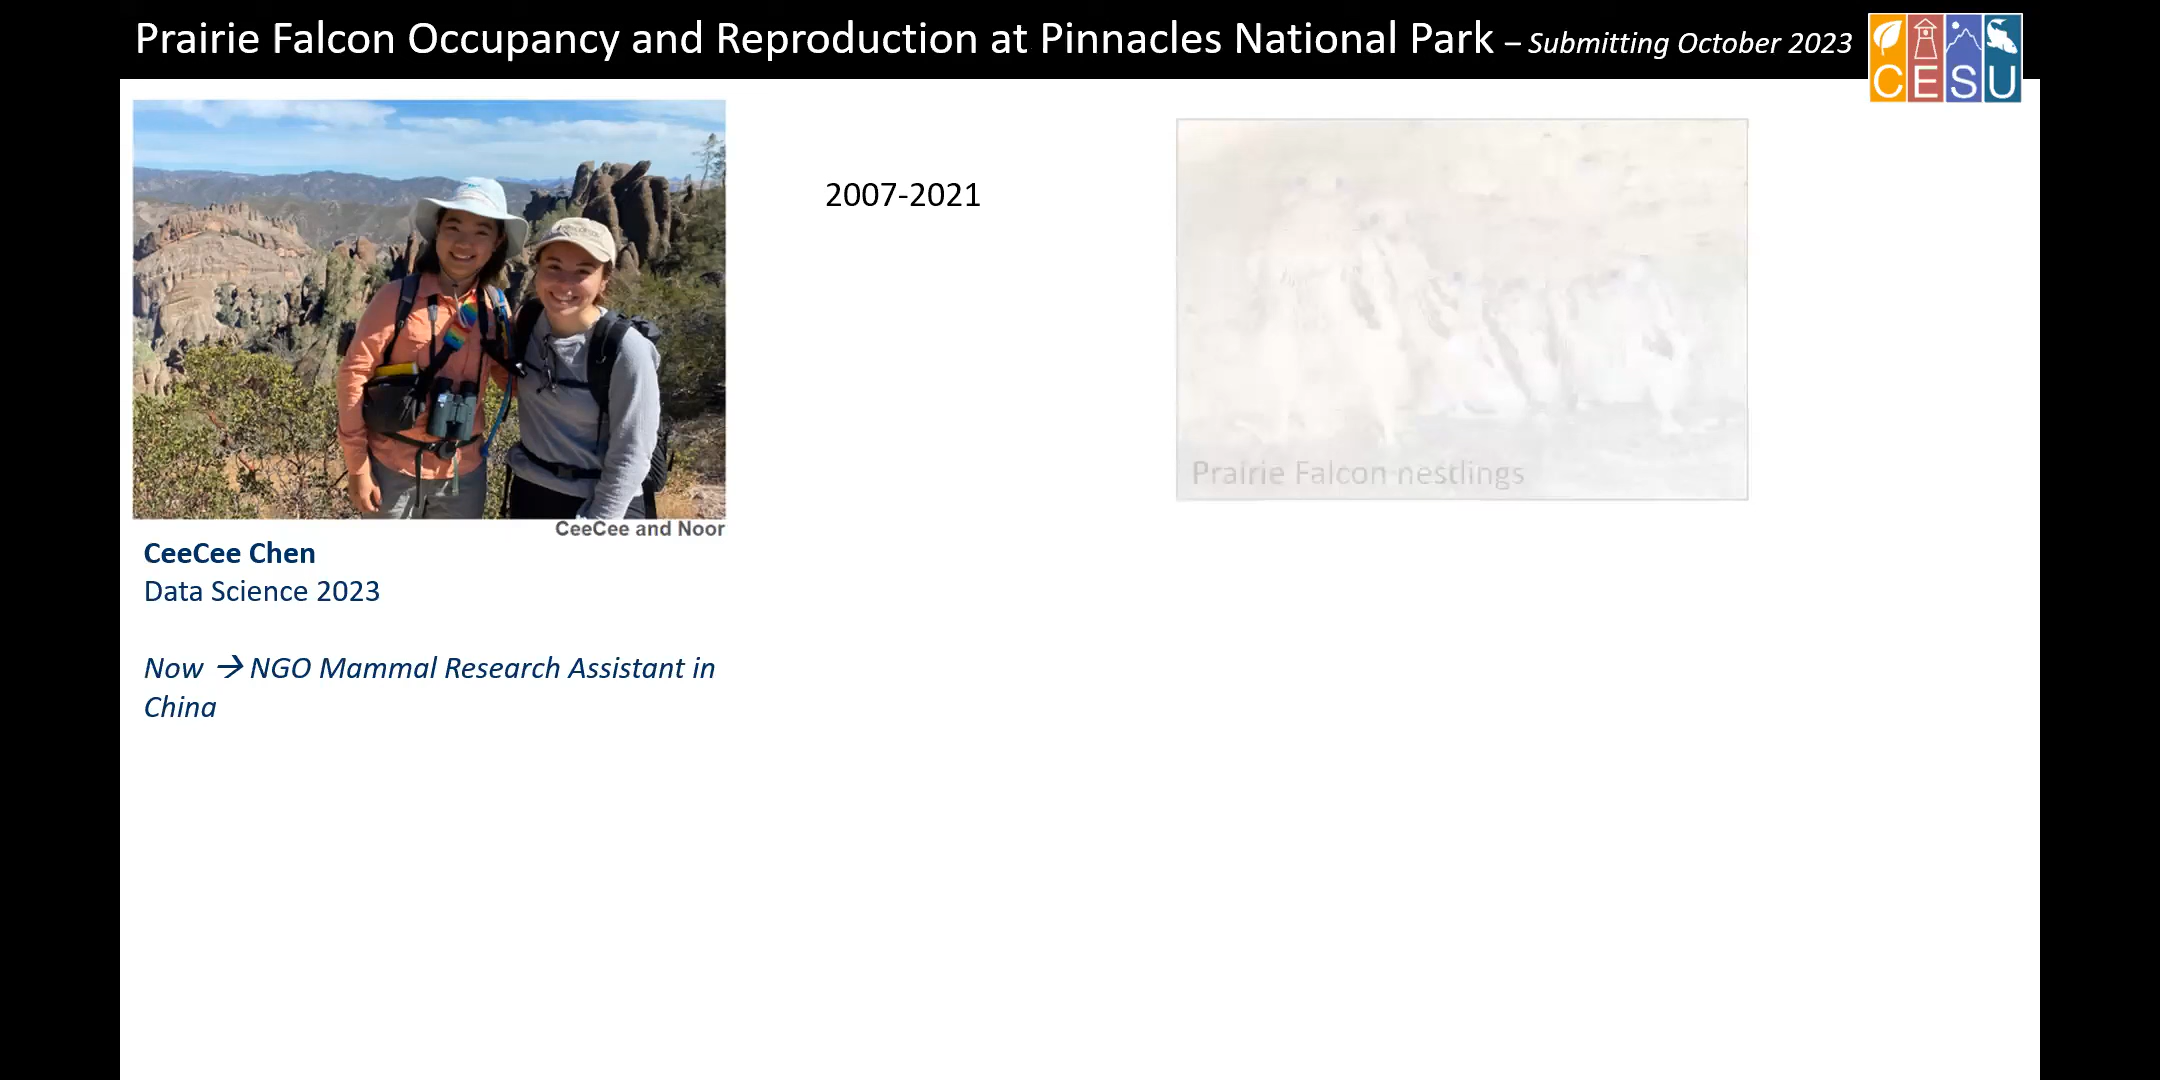 Prairie Falcon Occupancy and Reproduction at Pinnacles National Park – Submitting October 2023
CESU
2007-2021
Prairie Falcon nestlings
CeeCee and Noor
CeeCee Chen
Data Science 2023
Now → NGO Mammal Research Assistant in
China